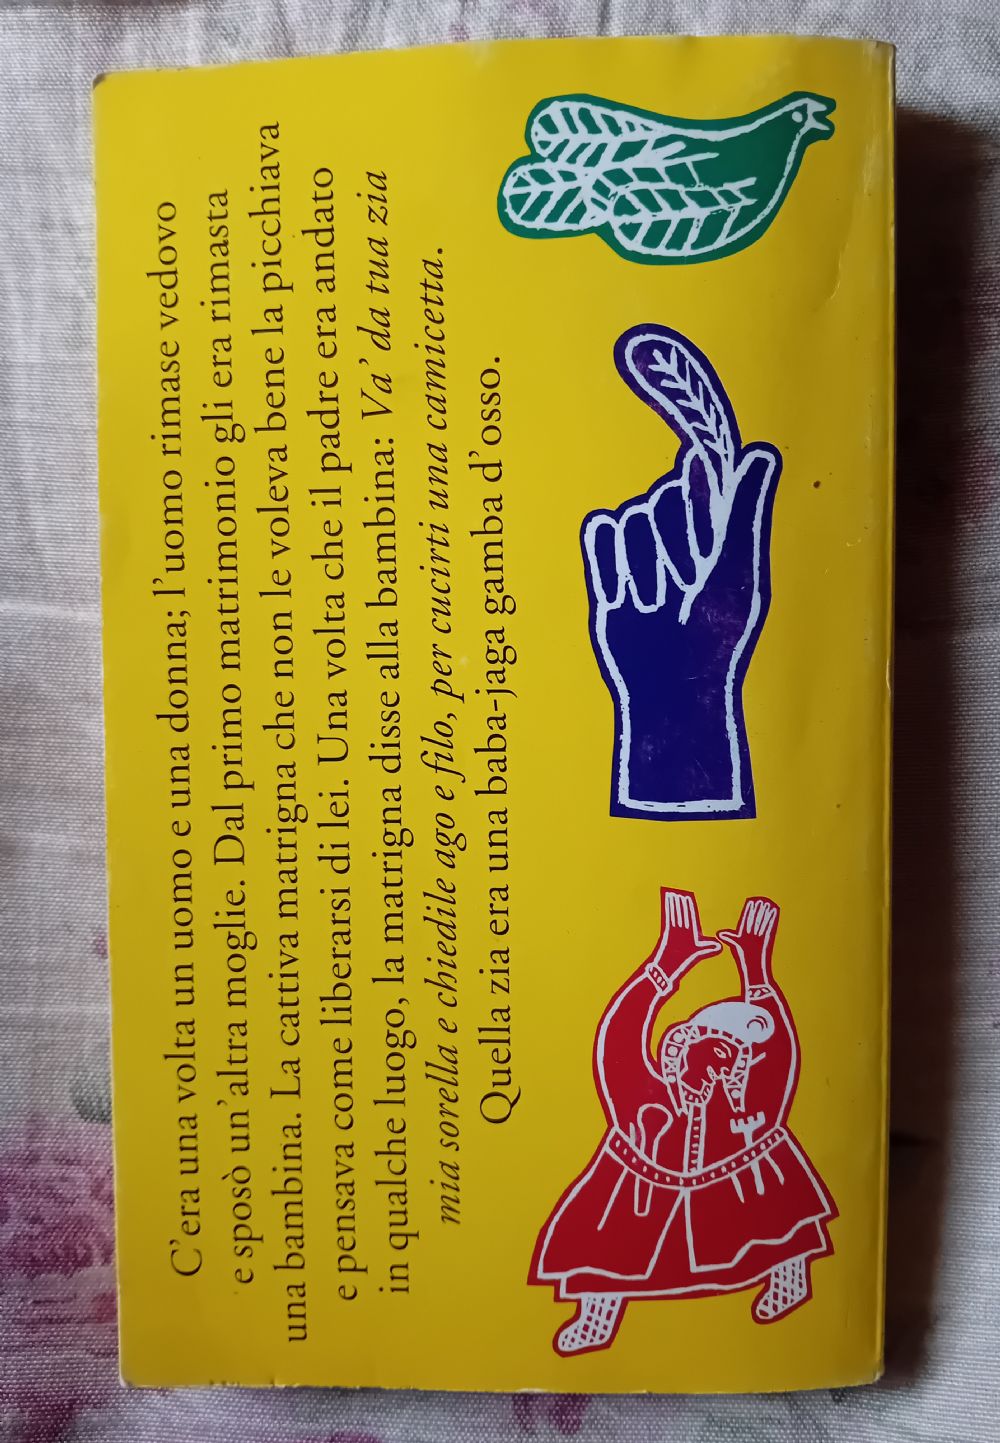 C'era una volta un uomo e una donna; l'uomo rimase vedovo
e sposò un'altra moglie. Dal primo matrimonio gli era rimasta
una bambina. La cattiva matrigna che non le voleva bene la picchiava
e pensava come liberarsi di lei. Una volta che il padre era andato
in qualche luogo, la matrigna disse alla bambina: Va' da tua zia
mia sorella e chiedile ago e filo, per cucirti una camicetta.
Quella zia era una baba-jaga gamba d'osso.